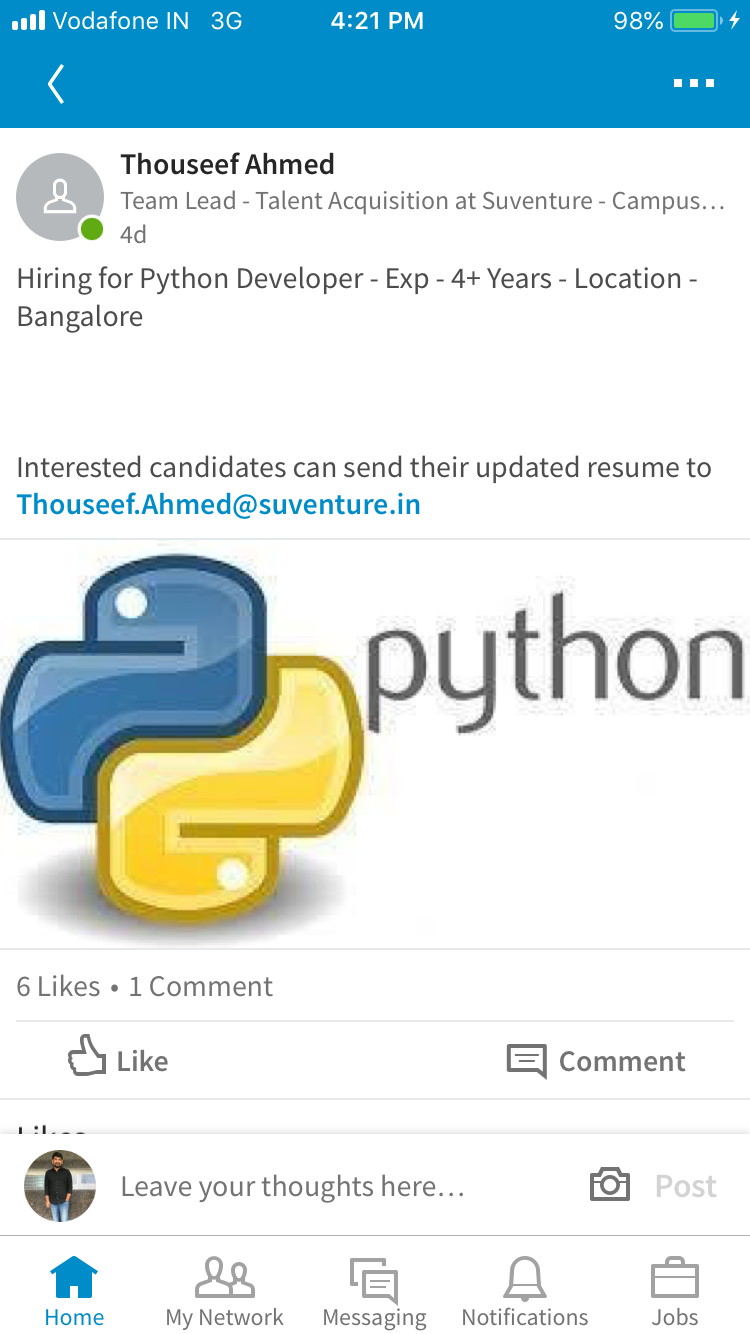 Vodafone IN 3G 4:21 PM 98%
Thouseef Ahmed
Team Lead - Talent Acquisition at Suventure - Campus...
4d
Hiring for Python Developer - Exp - 4+ Years - Location -
Bangalore
Interested candidates can send their updated resume to
Thouseef.Ahmed@suventure.in
python
6 Likes • 1 Comment
Like Comment
Likes
Leave your thoughts here... Post
Home My Network Messaging Notifications Jobs